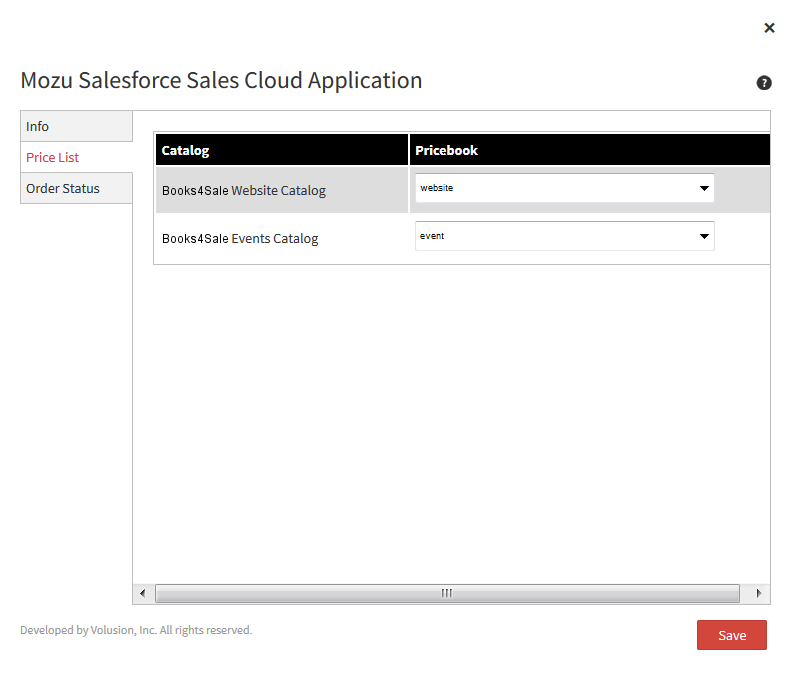 Mozu Salesforce Sales Cloud Application
Info
Price List
Order Status
Catalog Pricebook
Books4Sale Website Catalog website
Books4Sale Events Catalog event
Developed by Volusion, Inc. All rights reserved.
Save